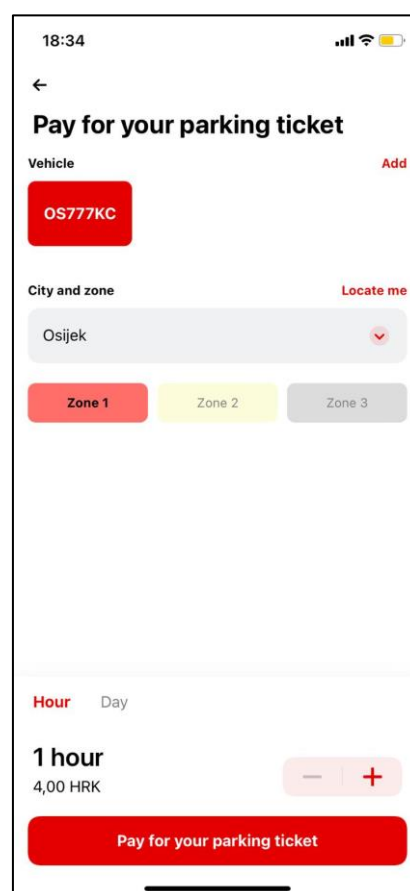 18:34
Pay for your parking ticket
Vehicle Add
OS777KC
City and zone Locate me
Osijek
Zone 1 Zone 2 Zone 3
Hour Day
1 hour
4,00 HRK
Pay for your parking ticket